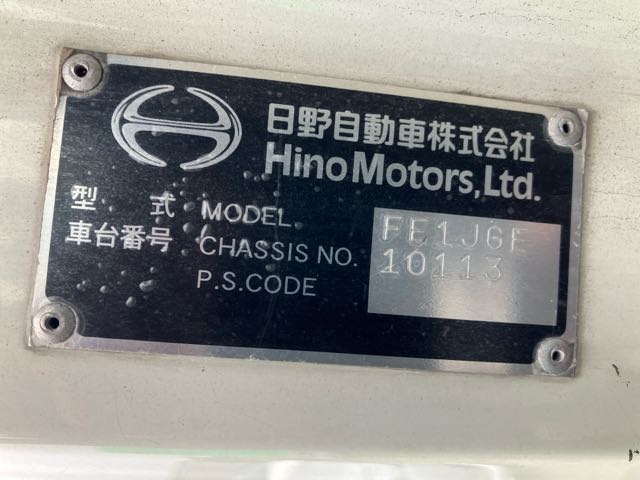 日野自動車株式会社
Hino Motors, Ltd.
型 式 MODEL FE1JGE
車台番号 CHASSIS NO. 10113
P.S.CODE